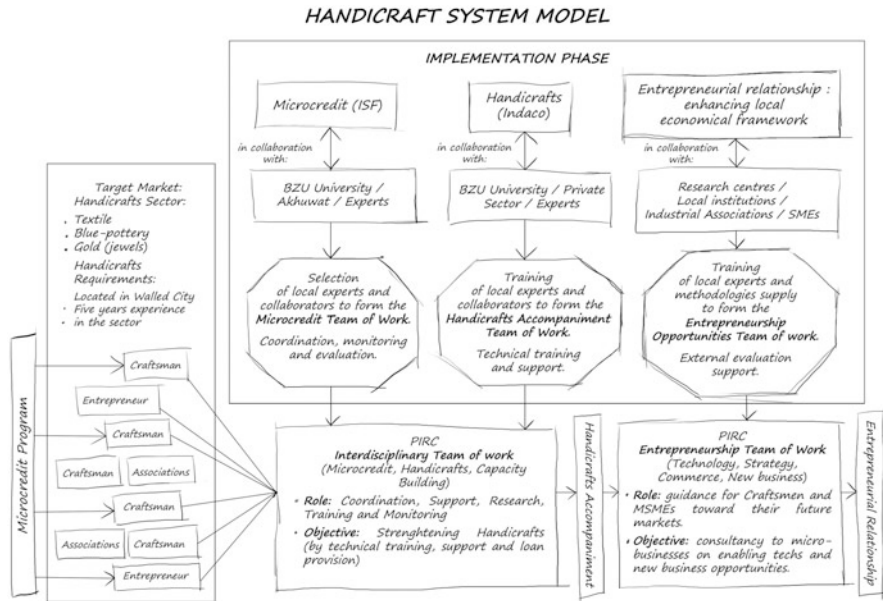 HANDICRAFT SYSTEM MODEL
IMPLEMENTATION PHASE
Microcredit (ISF)
in collaboration
with:
BZU University /
Akhuwat / Experts
Selection
of local experts and
collaborators to form the
Microcredit Team of Work.
Coordination, monitoring
and evaluation.
Handicrafts
(Indaco)
in collaboration
with:
BZU University / Private
Sector / Experts
Training
of local experts and
collaborators to form the
Handicrafts Accompaniment
Team of Work.
Technical training
and support.
Entrepreneurial relationship :
enhancing local
economical framework
in collaboration
with:
Research centres /
Local institutions /
Industrial Associations / SMEs
Training
of local experts and
methodologies supply
to form the
Entrepreneurship
Opportunities Team of work.
External evaluation
support.
Target Market:
Handicrafts Sector:
• Textile
• Blue-pottery
• Gold (jewels)
Handicrafts
Requirements:
Located in Walled City
• Five years experience
• in the sector
Microcredit Program
Craftsman
Entrepreneur
Craftsman
Craftsman
Associations
Craftsman
Associations
Craftsman
Entrepreneur
PIRC
Interdisciplinary Team of work
(Microcredit, Handicrafts, Capacity
Building)
• Role: Coordination, Support, Research,
Training and Monitoring
• Objective: Strenghtening Handicrafts
(by technical training, support and loan
provision)
Handicrafts Accompaniment
PIRC
Entrepreneurship Team of Work
(Technology, Strategy,
Commerce, New business)
• Role: guidance for Craftsmen and
MSMEs toward their future
markets.
• Objective: consultancy to micro-
businesses on enabling techs and
new business opportunities.
Entrepreneurial Relationship